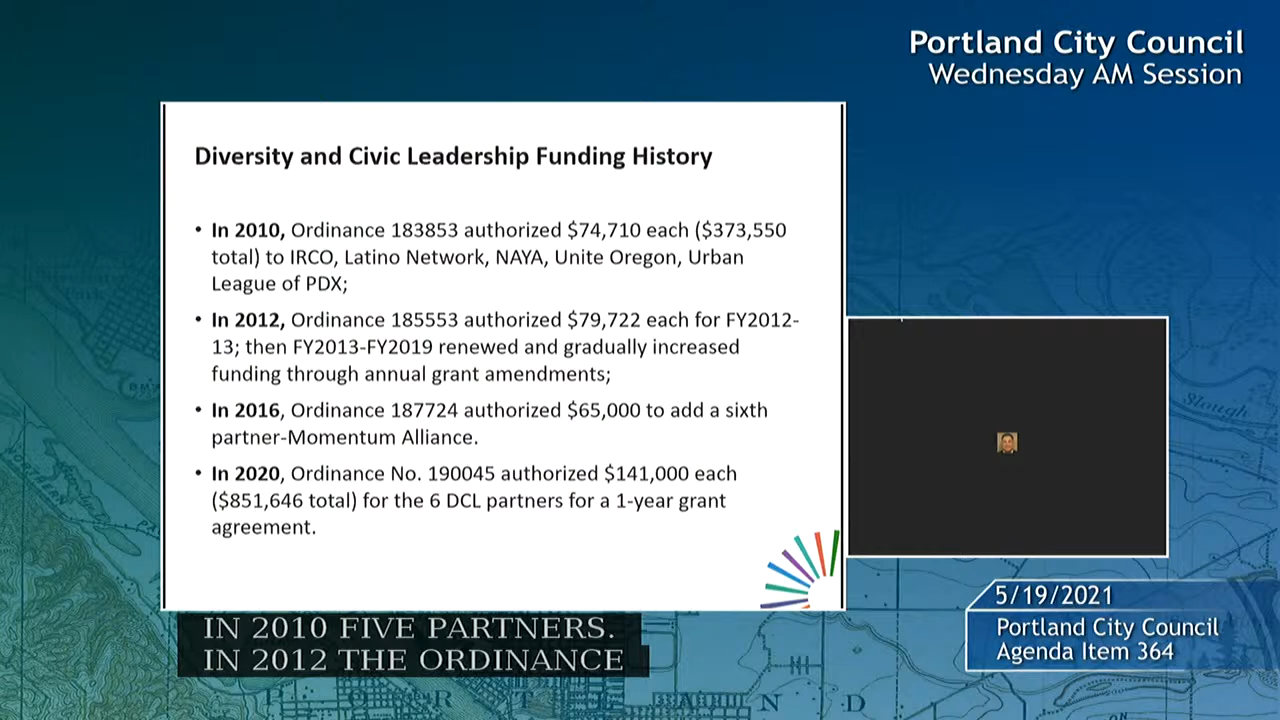 Portland City Council
Wednesday AM Session
Diversity and Civic Leadership Funding History
• In 2010, Ordinance 183853 authorized $74,710 each ($373,550
total) to IRCO, Latino Network, NAYA, Unite Oregon, Urban
League of PDX;
• In 2012, Ordinance 185553 authorized $79,722 each for FY2012-
13; then FY2013-FY2019 renewed and gradually increased
funding through annual grant amendments;
• In 2016, Ordinance 187724 authorized $65,000 to add a sixth
partner-Momentum Alliance.
• In 2020, Ordinance No. 190045 authorized $141,000 each
($851,646 total) for the 6 DCL partners for a 1-year grant
agreement.
Slough
5/19/2021
Portland City Council
Agenda Item 364
IN 2010 FIVE PARTNERS.
IN 2012 THE ORDINANCE
P O R T L A N D